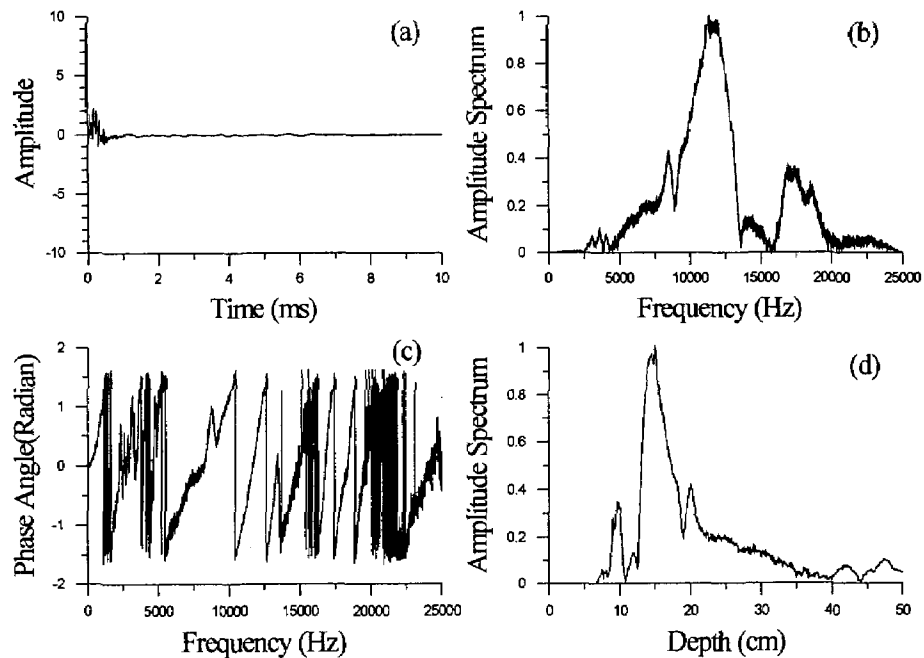 (a)
Amplitude
10
5
0
-5
-10
0 2 4 6 8 10
Time (ms)
(b)
Amplitude Spectrum
1
0.8
0.6
0.4
0.2
0
0 5000 10000 15000 20000 25000
Frequency (Hz)
(c)
Phase Angle(Radian)
2
1
0
-1
-2
0 5000 10000 15000 20000 25000
Frequency (Hz)
(d)
Amplitude Spectrum
1
0.8
0.6
0.4
0.2
0
0 10 20 30 40 50
Depth (cm)